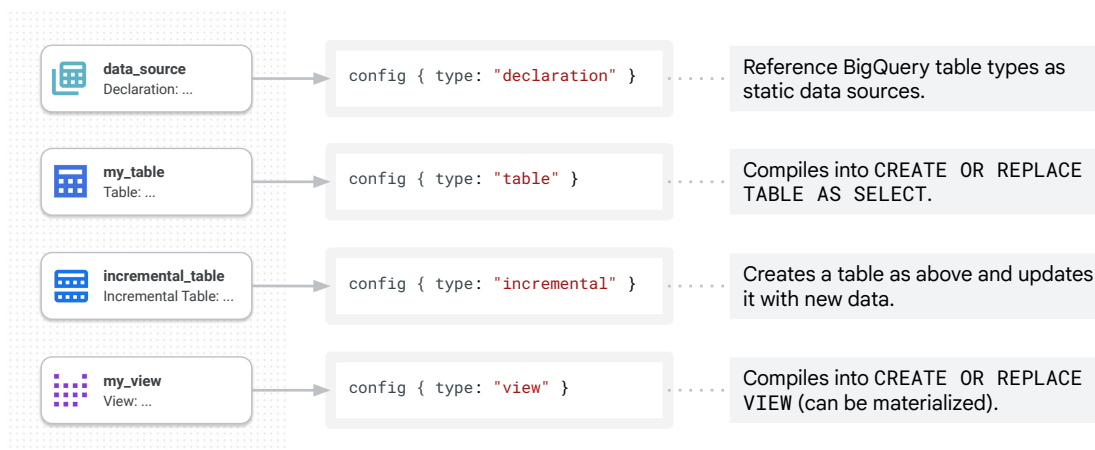 data_source
Declaration: ...
config { type: "declaration" }
Reference BigQuery table types as
static data sources.
my_table
Table: ...
config { type: "table" }
Compiles into CREATE OR REPLACE
TABLE AS SELECT.
incremental_table
Incremental Table: ...
config { type: "incremental" }
Creates a table as above and updates
it with new data.
my_view
View: ...
config { type: "view" }
Compiles into CREATE OR REPLACE
VIEW (can be materialized).